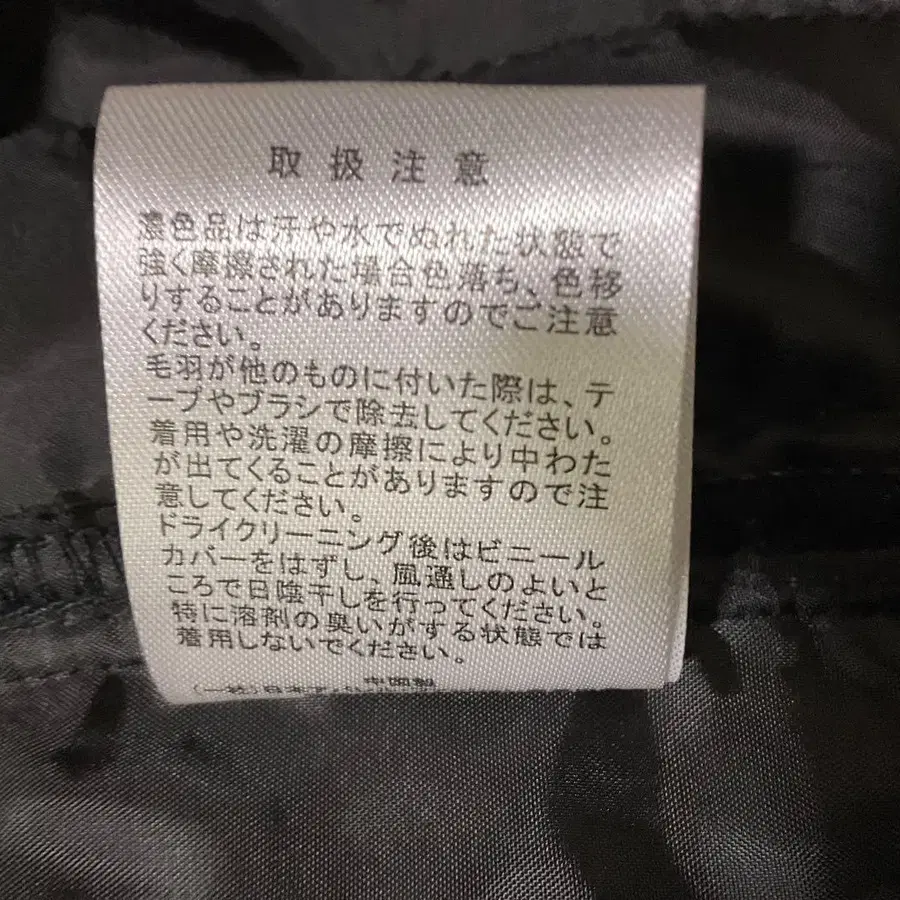 取扱注意
濃色品は汗や水でぬれた状態で
強く摩擦された場合色落ち、色移
りすることがありますのでご注意
ください。
毛羽が他のものに付いた際は、テ
ープやブラシで除去してください。
着用や洗濯の摩擦により中わた
が出てくることがありますので注
意してください。
ドライクリーニング後はビニール
カバーをはずし、風通しのよいと
ころで日陰干しを行ってください。
特に溶剤の臭いがする状態では
着用しないでください。
中国製
(一社)日本